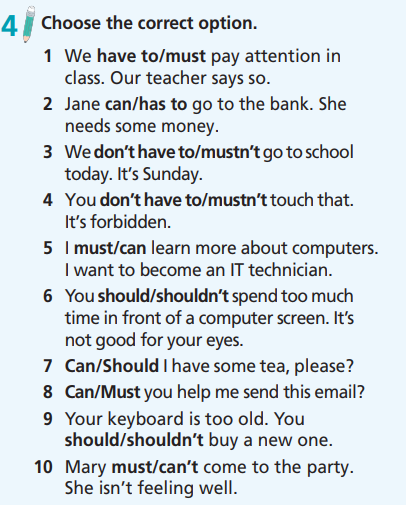 4 Choose the correct option.
1 We have to/must pay attention in
class. Our teacher says so.
2 Jane can/has to go to the bank. She
needs some money.
3 We don't have to/mustn't go to school
today. It's Sunday.
4 You don't have to/mustn't touch that.
It's forbidden.
5 I must/can learn more about computers.
I want to become an IT technician.
6 You should/shouldn't spend too much
time in front of a computer screen. It's
not good for your eyes.
7 Can/Should I have some tea, please?
8 Can/Must you help me send this email?
9 Your keyboard is too old. You
should/shouldn't buy a new one.
10 Mary must/can't come to the party.
She isn't feeling well.